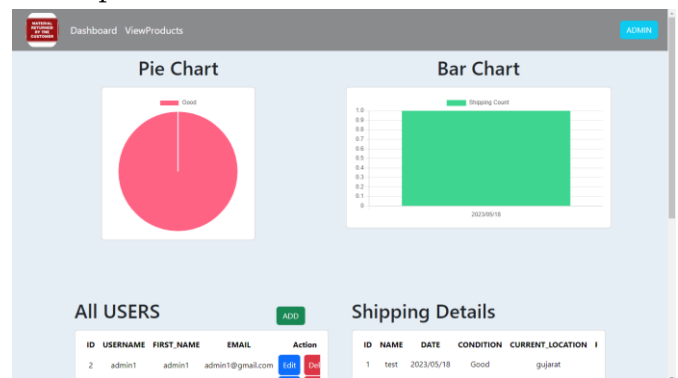 MATERIAL
RETURNED
BY THE
CUSTOMER
Dashboard ViewProducts
ADMIN
Pie Chart
Bar Chart
Good
Shipping Count
1.0
0.9
0.8
0.7
0.6
0.5
0.4
0.3
0.2
0.1
0
2023/05/18
All USERS
ADD
Shipping Details
ID USERNAME FIRST_NAME EMAIL Action
2 admin1 admin1 admin1@gmail.com Edit Del
ID NAME DATE CONDITION CURRENT_LOCATION
1 test 2023/05/18 Good gujarat